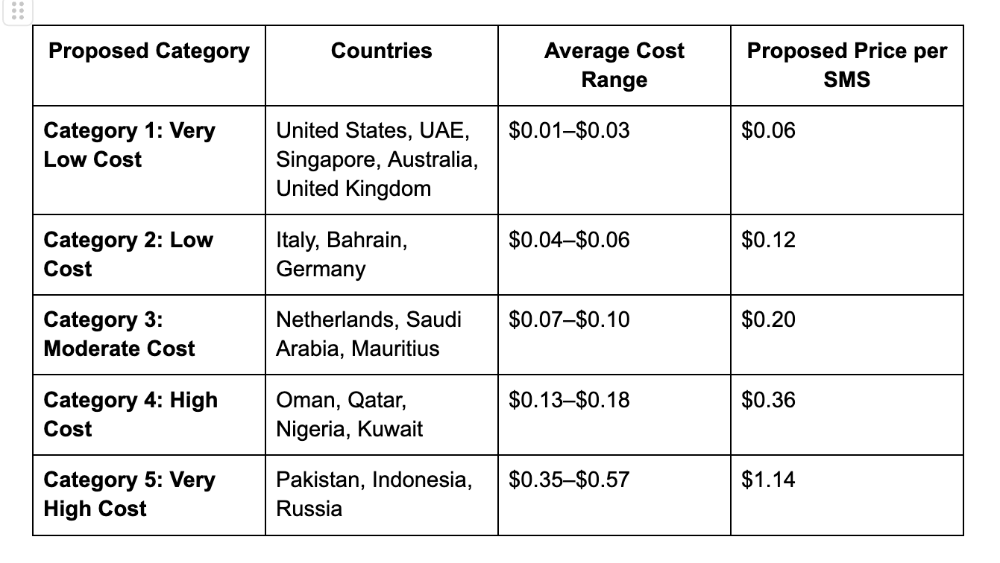 Proposed Category
Countries
Average Cost
Range
Proposed Price per
SMS
Category 1: Very
Low Cost
United States, UAE,
Singapore, Australia,
United Kingdom
$0.01–$0.03
$0.06
Category 2: Low
Cost
Italy, Bahrain,
Germany
$0.04–$0.06
$0.12
Category 3:
Moderate Cost
Netherlands, Saudi
Arabia, Mauritius
$0.07–$0.10
$0.20
Category 4: High
Cost
Oman, Qatar,
Nigeria, Kuwait
$0.13–$0.18
$0.36
Category 5: Very
High Cost
Pakistan, Indonesia,
Russia
$0.35–$0.57
$1.14